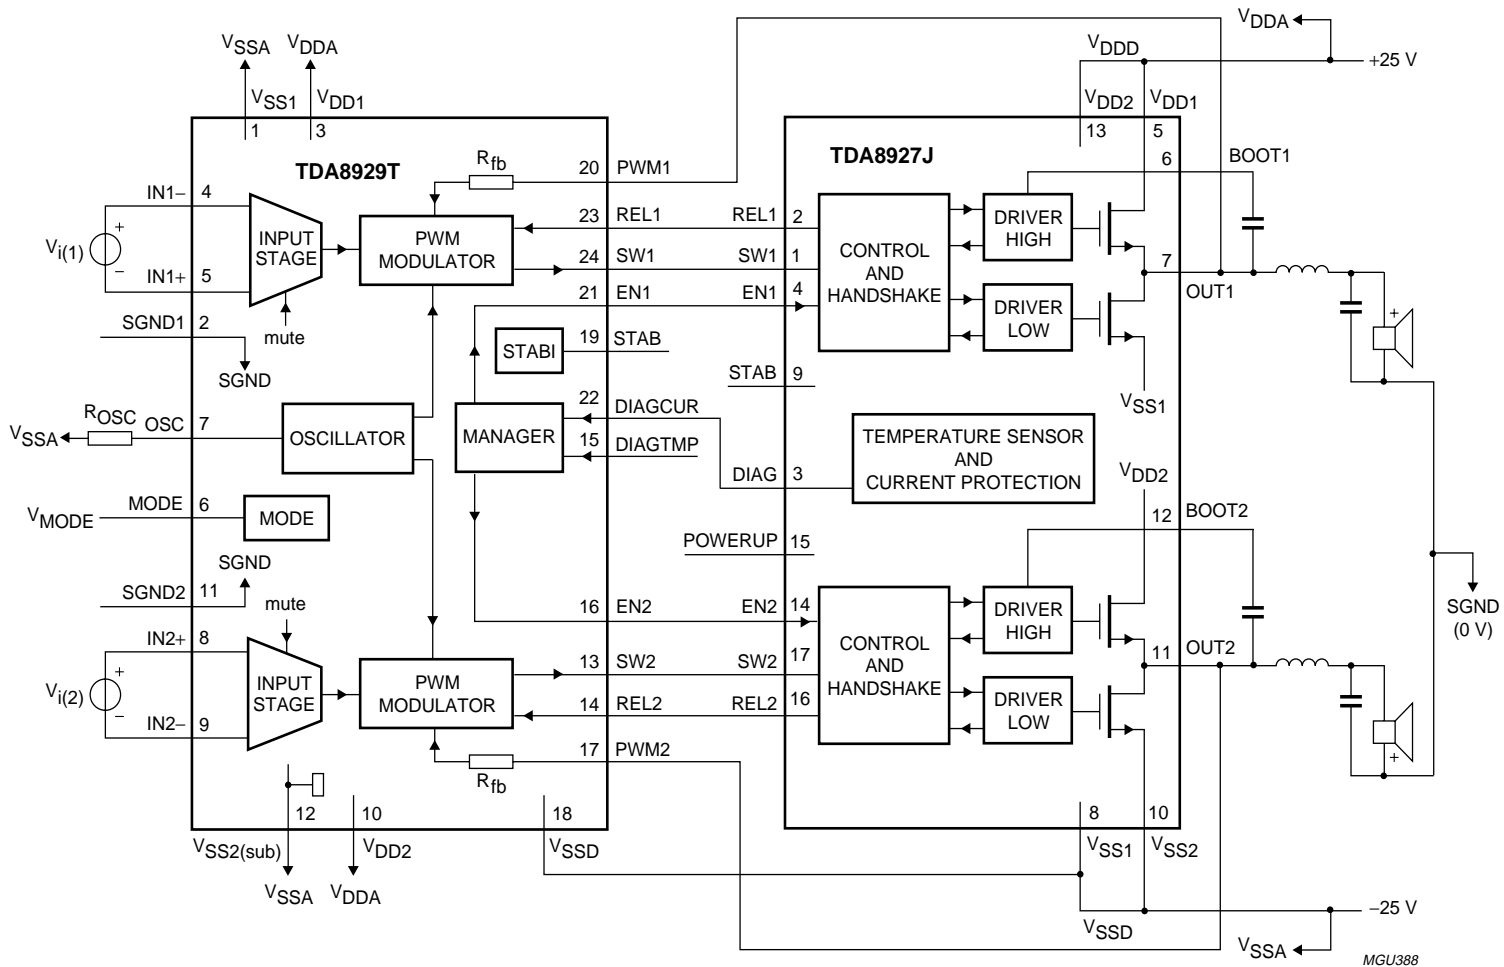 VDDA
+25 V
VSSA
VDDA
VDDD
VSS1
VDD1
VDD2
VDD1
1
3
13
5
TDA8929T
TDA8927J
Rfb
20
PWM1
6
BOOT1
IN1−
4
23
REL1
REL1
2
DRIVER
HIGH
INPUT
STAGE
PWM
MODULATOR
CONTROL
AND
HANDSHAKE
Vi(1)
+
−
24
SW1
SW1
1
7
OUT1
IN1+
5
21
EN1
EN1
4
DRIVER
LOW
mute
SGND1
2
STABI
19
STAB
+
SGND
STAB
9
VSS1
22
DIAGCUR
ROSC
OSC
7
VSSA
OSCILLATOR
MANAGER
15
DIAGTMP
TEMPERATURE SENSOR
AND
CURRENT PROTECTION
DIAG
3
VDD2
VMODE
MODE
6
MODE
12
BOOT2
POWERUP
15
SGND
SGND2
11
mute
16
EN2
EN2
14
DRIVER
HIGH
SGND
(0 V)
IN2+
8
13
SW2
SW2
17
CONTROL
AND
HANDSHAKE
11
OUT2
Vi(2)
+
−
INPUT
STAGE
PWM
MODULATOR
14
REL2
REL2
16
DRIVER
LOW
IN2−
9
17
PWM2
Rfb
+
12
10
18
8
10
VSS2(sub)
VDD2
VSSD
VSS1
VSS2
VSSA
VDDA
VSSD
−25 V
VSSA
MGU388